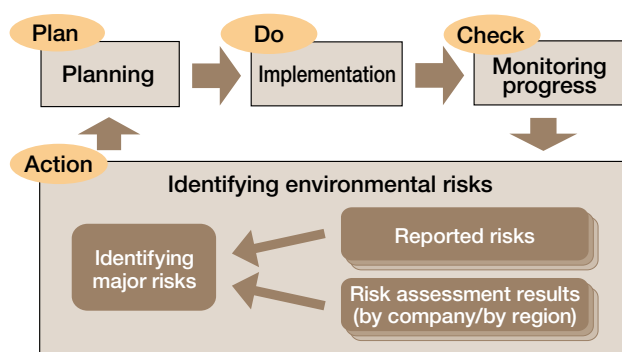 Plan
Planning
Do
Implementation
Check
Monitoring
progress
Action
Identifying environmental risks
Identifying
major risks
Reported risks
Risk assessment results
(by company/by region)